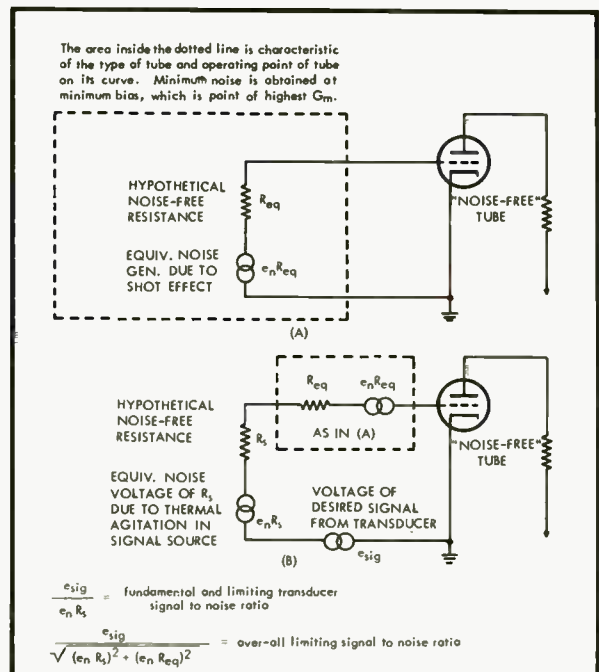 The area inside the dotted line is characteristic
of the type of tube and operating point of tube
on its curve. Minimum noise is obtained at
minimum bias, which is point of highest Gm.
HYPOTHETICAL
NOISE-FREE
RESISTANCE
Req
EQUIV. NOISE
GEN. DUE TO
SHOT EFFECT
enReq
"NOISE-FREE"
TUBE
(A)
Req
enReq
AS IN (A)
HYPOTHETICAL
NOISE-FREE
RESISTANCE
Rs
"NOISE-FREE"
TUBE
EQUIV. NOISE
VOLTAGE OF Rs
DUE TO THERMAL
AGITATION IN
SIGNAL SOURCE
enRs
VOLTAGE OF
DESIRED SIGNAL
FROM TRANSDUCER
esig
(B)
esig / en Rs = fundamental and limiting transducer
signal to noise ratio
esig / √(en Rs)2 + (en Req)2 = over-all limiting signal to noise ratio